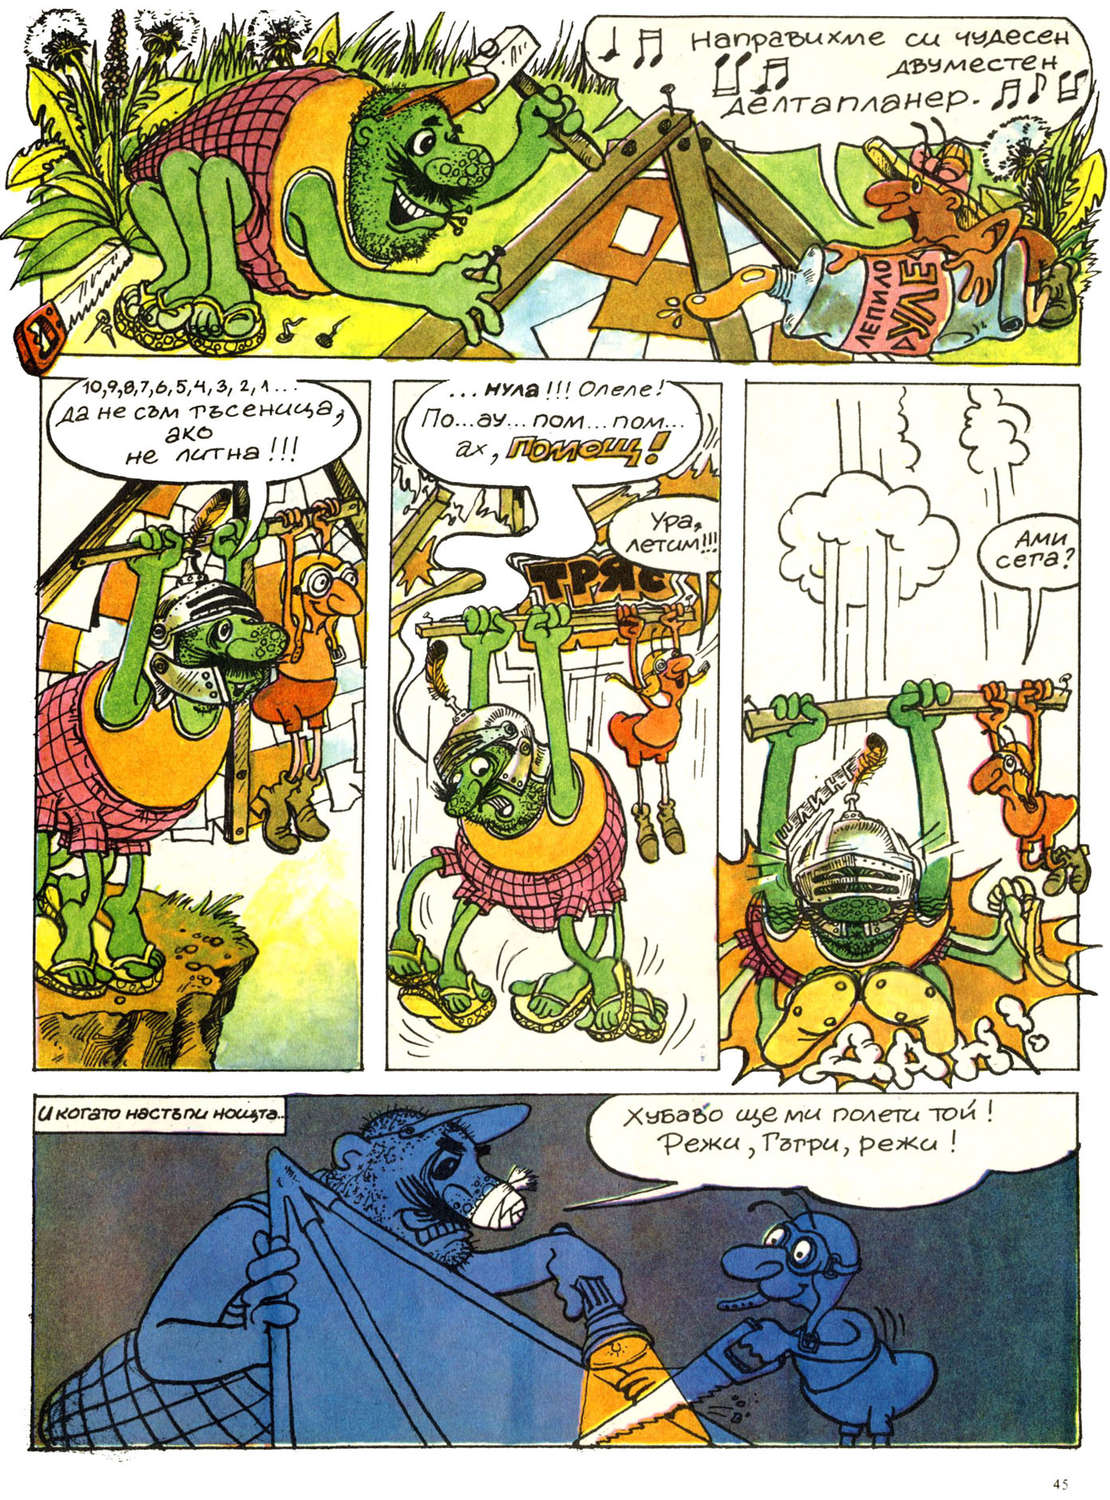 Направихме си чудесен
двуместен
делтапланер.
ЛЕПИЛО
"УЛЕ"
10,9,8,7,6,5,4,3,2,1...
Да не съм тъсеница,
ако
не литна!!!
...нула!!! Олеле!
По...ау...пом...пом...
ах, ПОМОЩ!
Ура,
летим!!!
ТРЯС
Ами
сега?
ДАН
И когато настъпи нощта...
Хубаво ще ми полети той!
Режи, Гътри, режи!
45